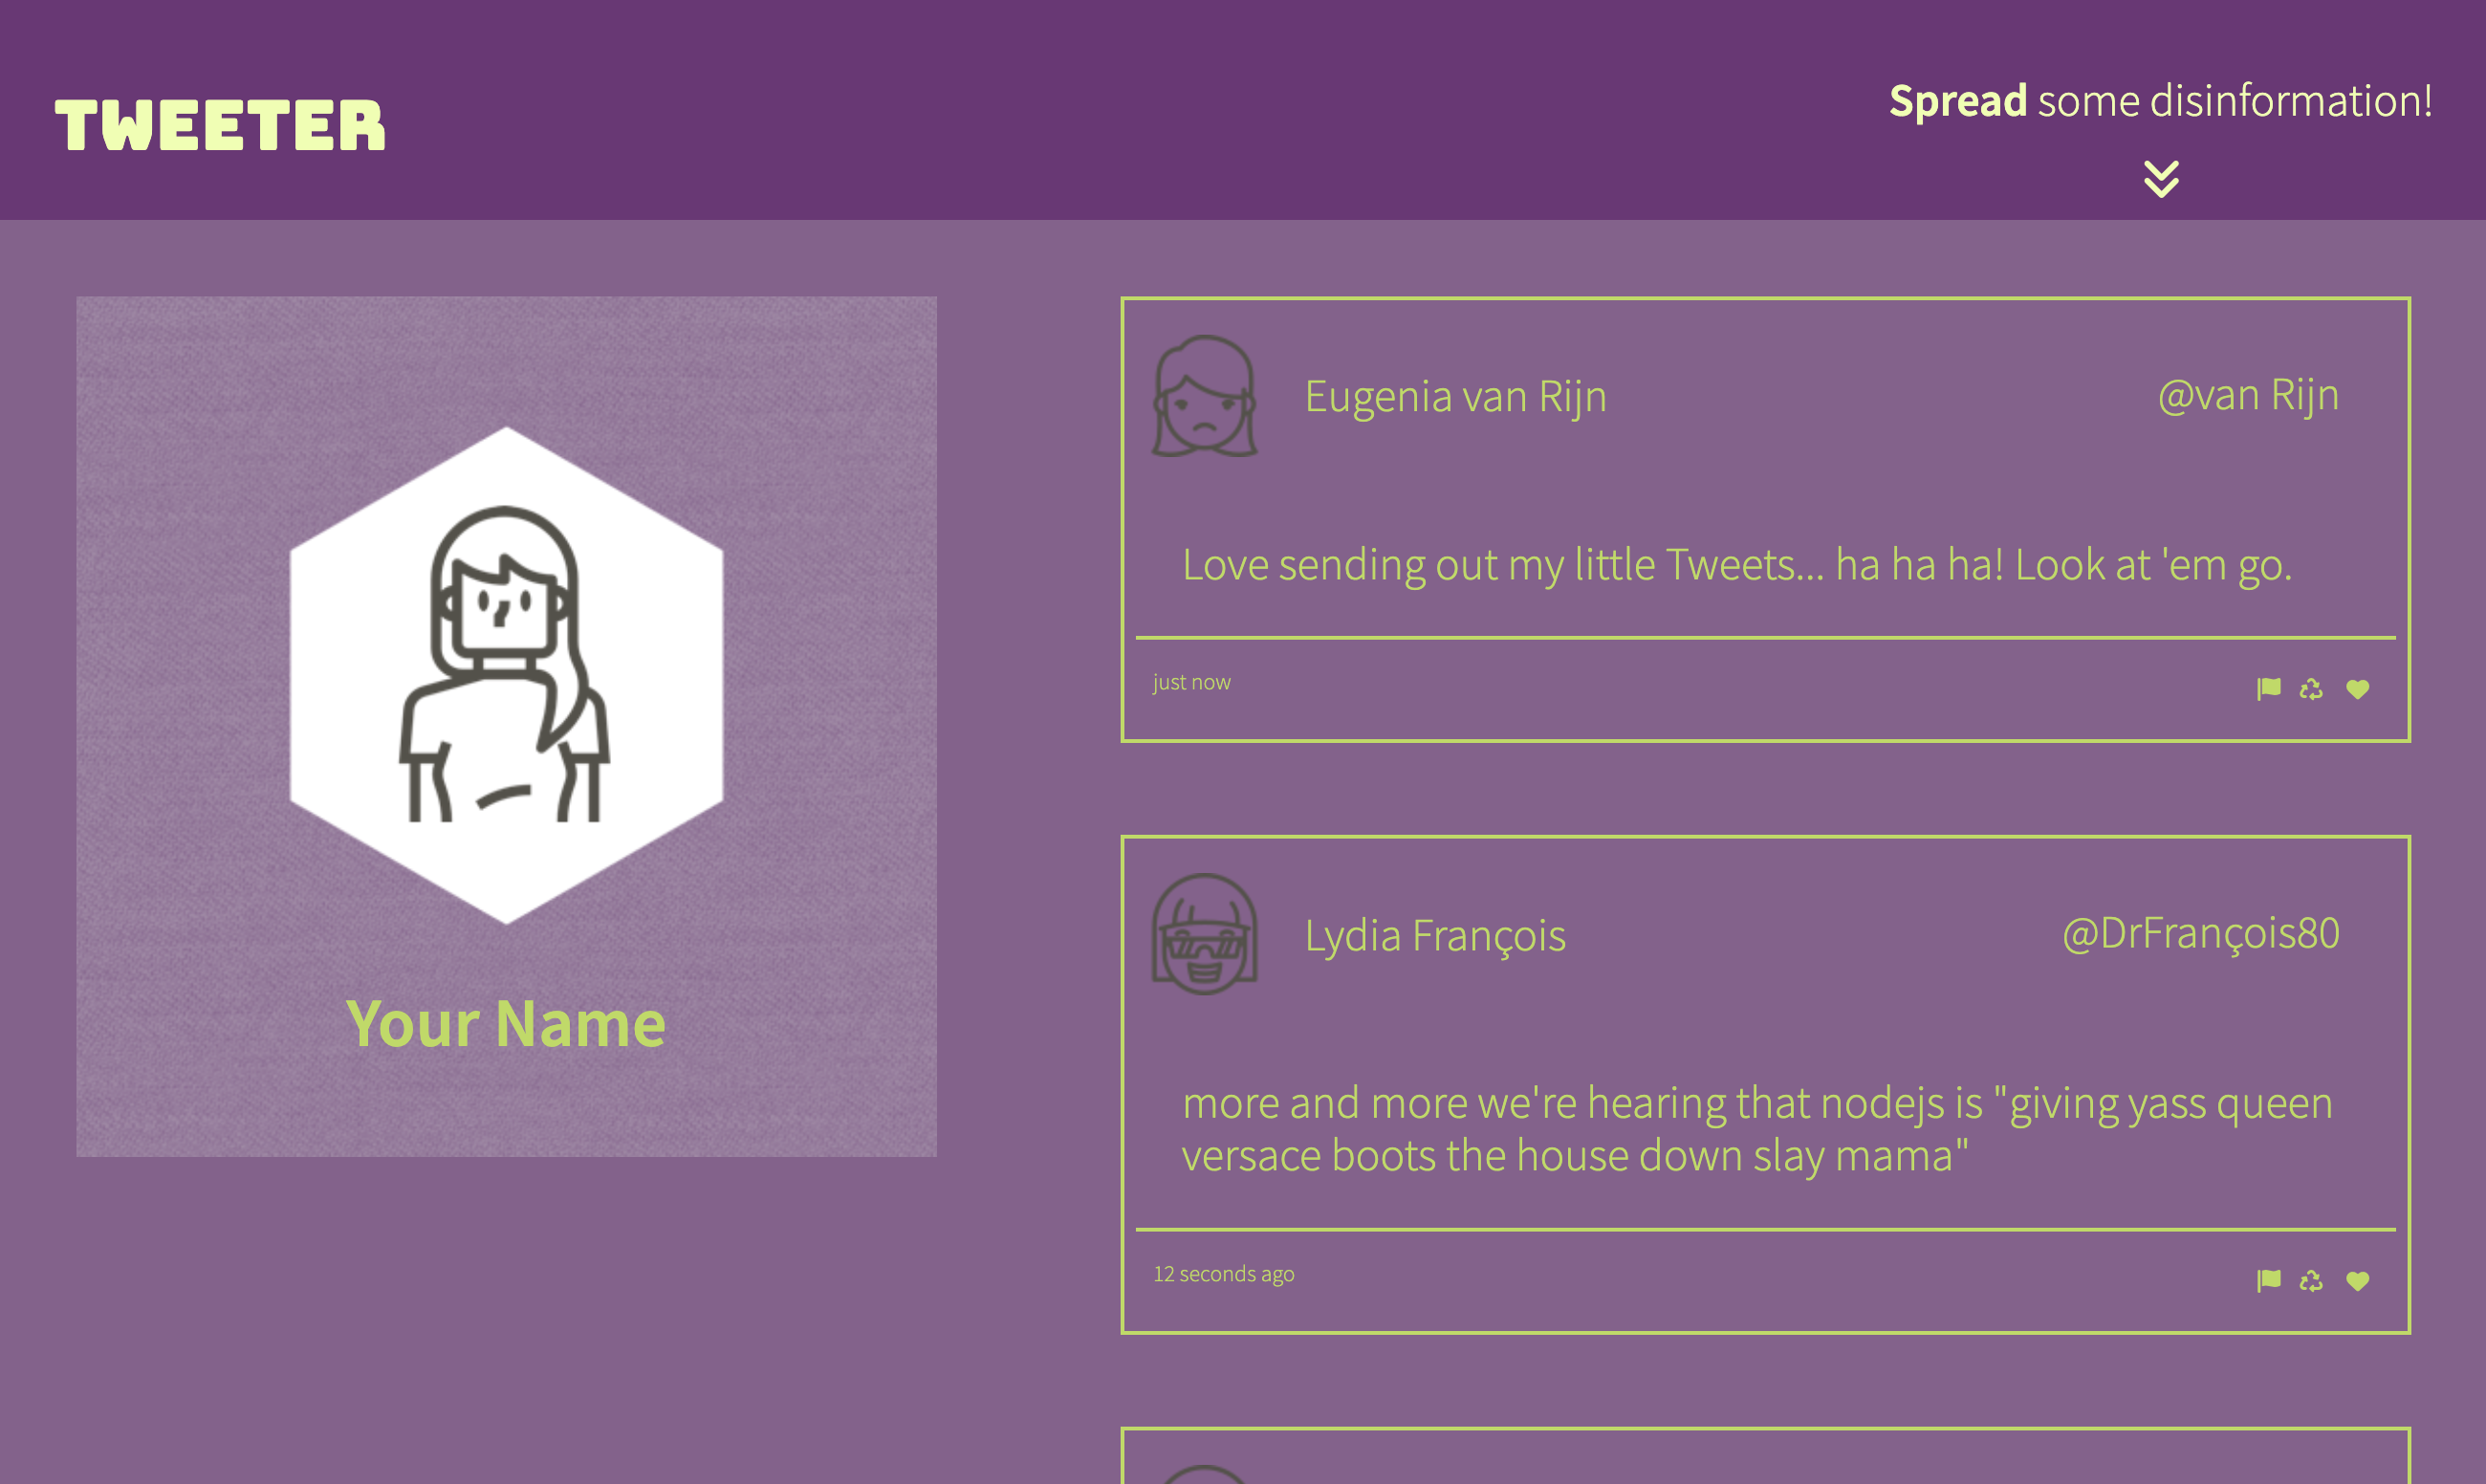 TWEETER
Spread some disinformation!
Your Name
Eugenia van Rijn
@van Rijn
Love sending out my little Tweets... ha ha ha! Look at 'em go.
just now
Lydia François
@DrFrançois80
more and more we're hearing that nodejs is "giving yass queen
versace boots the house down slay mama"
12 seconds ago